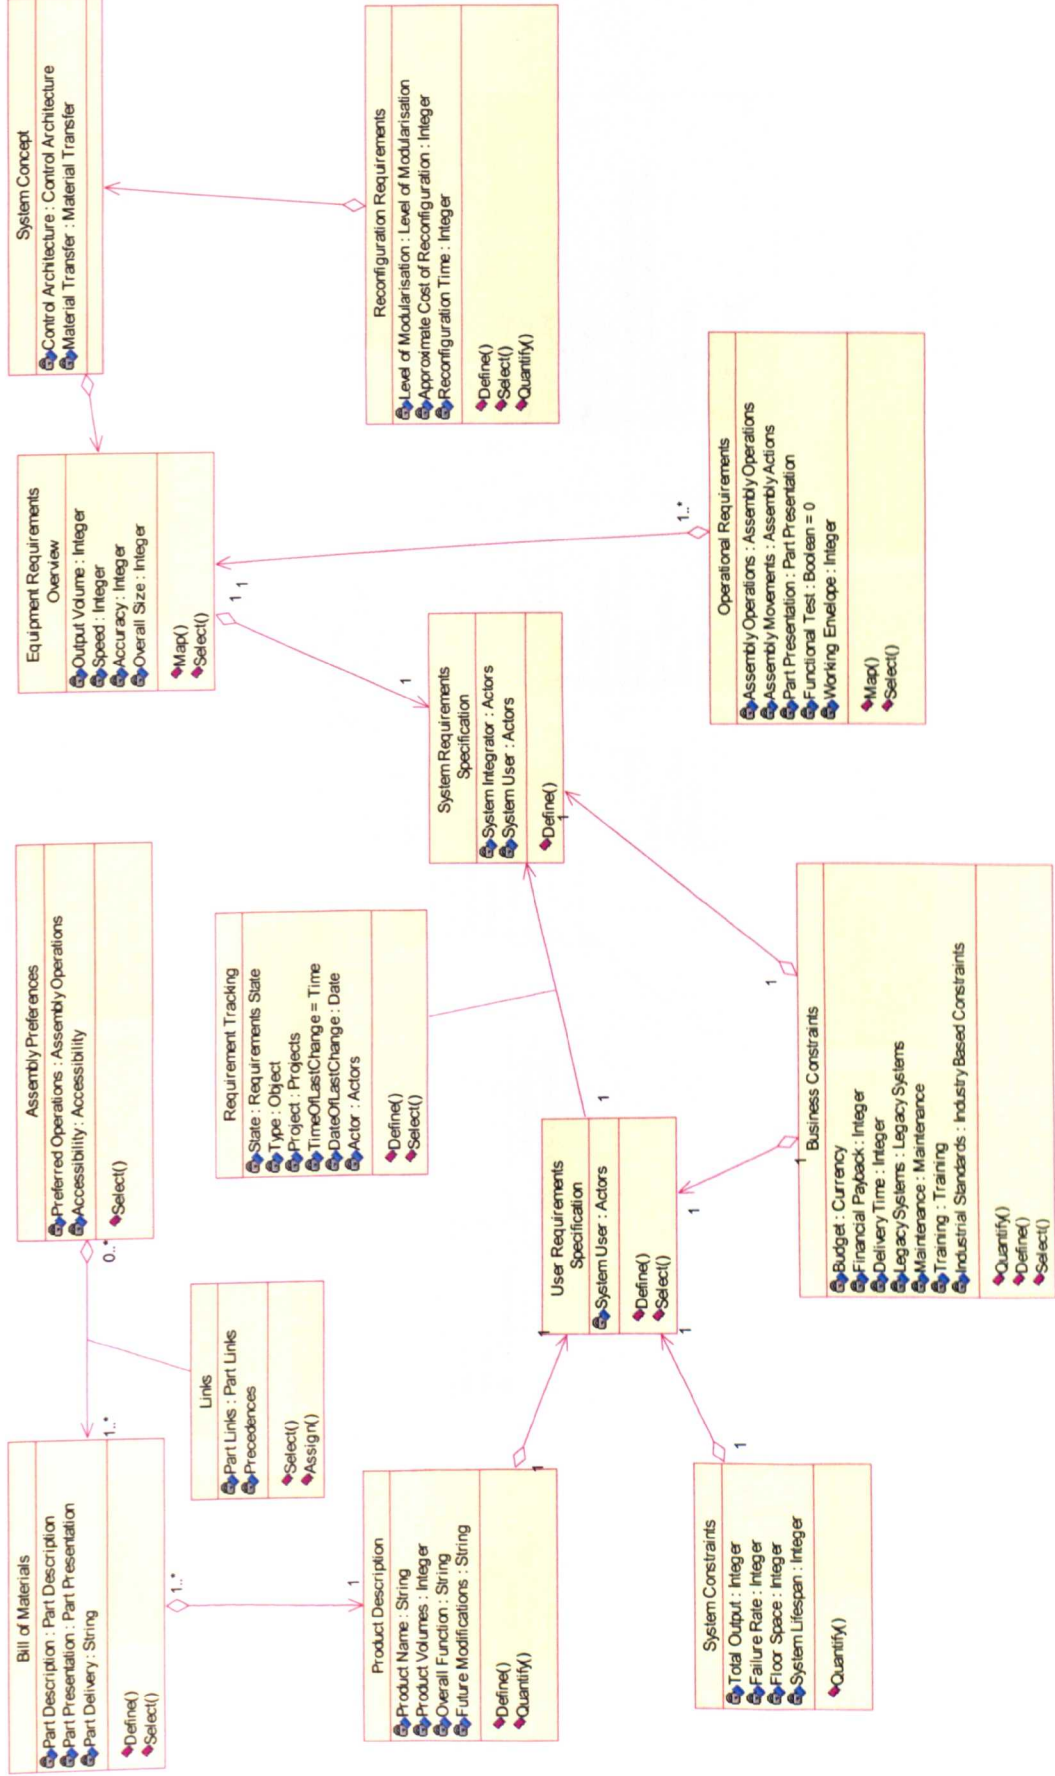 Bill of Materials
Part Description : Part Description
Part Presentation : Part Presentation
Part Delivery : String
Define()
Select()
1..*
1..*
Links
Part Links : Part Links
Precedences
Select()
Assign()
Assembly Preferences
Preferred Operations : Assembly Operations
Accessibility : Accessibility
Select()
0..*
Equipment Requirements
Overview
Output Volume : Integer
Speed : Integer
Accuracy : Integer
Overall Size : Integer
Map()
Select()
1
1
System Concept
Control Architecture : Control Architecture
Material Transfer : Material Transfer
Requirement Tracking
State : Requirements State
Type : Object
Project : Projects
TimeOfLastChange = Time
DateOfLastChange : Date
Actor : Actors
Define()
Select()
Reconfiguration Requirements
Level of Modularisation : Level of Modularisation
Approximate Cost of Reconfiguration : Integer
Reconfiguration Time : Integer
Define()
Select()
Quantify()
Product Description
Product Name : String
Product Volumes : Integer
Overall Function : String
Future Modifications : String
Define()
Quantify()
1
1
System Requirements
Specification
System Integrator : Actors
System User : Actors
Define()
1
1
User Requirements
Specification
System User : Actors
Define()
Select()
1
1
1
1
System Constraints
Total Output : Integer
Failure Rate : Integer
Floor Space : Integer
System Lifespan : Integer
Quantify()
1
Operational Requirements
Assembly Operations : Assembly Operations
Assembly Movements : Assembly Actions
Part Presentation : Part Presentation
Functional Test : Boolean = 0
Working Envelope : Integer
Map()
Select()
1..*
Business Constraints
Budget : Currency
Financial Payback : Integer
Delivery Time : Integer
Legacy Systems : Legacy Systems
Maintenance : Maintenance
Training : Training
Industrial Standards : Industry Based Constraints
Quantify()
Define()
Select()
1
1